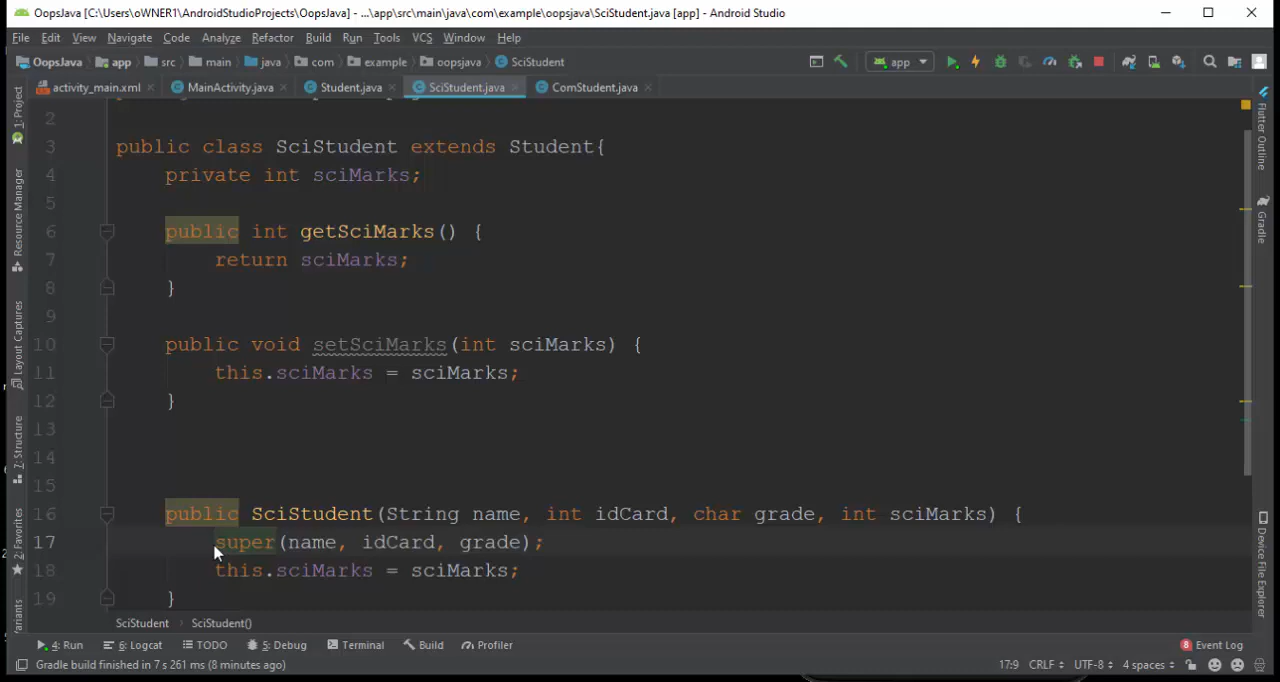 OopsJava [C:\Users\oWNER1\AndroidStudioProjects\OopsJava] - ...\app\src\main\java\com\example\oopsjava\SciStudent.java [app] - Android Studio
File Edit View Navigate Code Analyze Refactor Build Run Tools VCS Window Help
OopsJava app src main java com example oopsjava SciStudent app
activity_main.xml MainActivity.java Student.java SciStudent.java ComStudent.java
1: Project
Resource Manager
Layout Captures
7: Structure
2: Favorites
Flutter Outline
Gradle
Device File Explorer
2
3 public class SciStudent extends Student{
4 private int sciMarks;
5
6 public int getSciMarks() {
7 return sciMarks;
8 }
9
10 public void setSciMarks(int sciMarks) {
11 this.sciMarks = sciMarks;
12 }
13
14
15
16 public SciStudent(String name, int idCard, char grade, int sciMarks) {
17 super(name, idCard, grade);
18 this.sciMarks = sciMarks;
19 }
SciStudent SciStudent()
4: Run 6: Logcat TODO 5: Debug Terminal Build Profiler 8 Event Log
Gradle build finished in 7 s 261 ms (8 minutes ago) 17:9 CRLF UTF-8 4 spaces